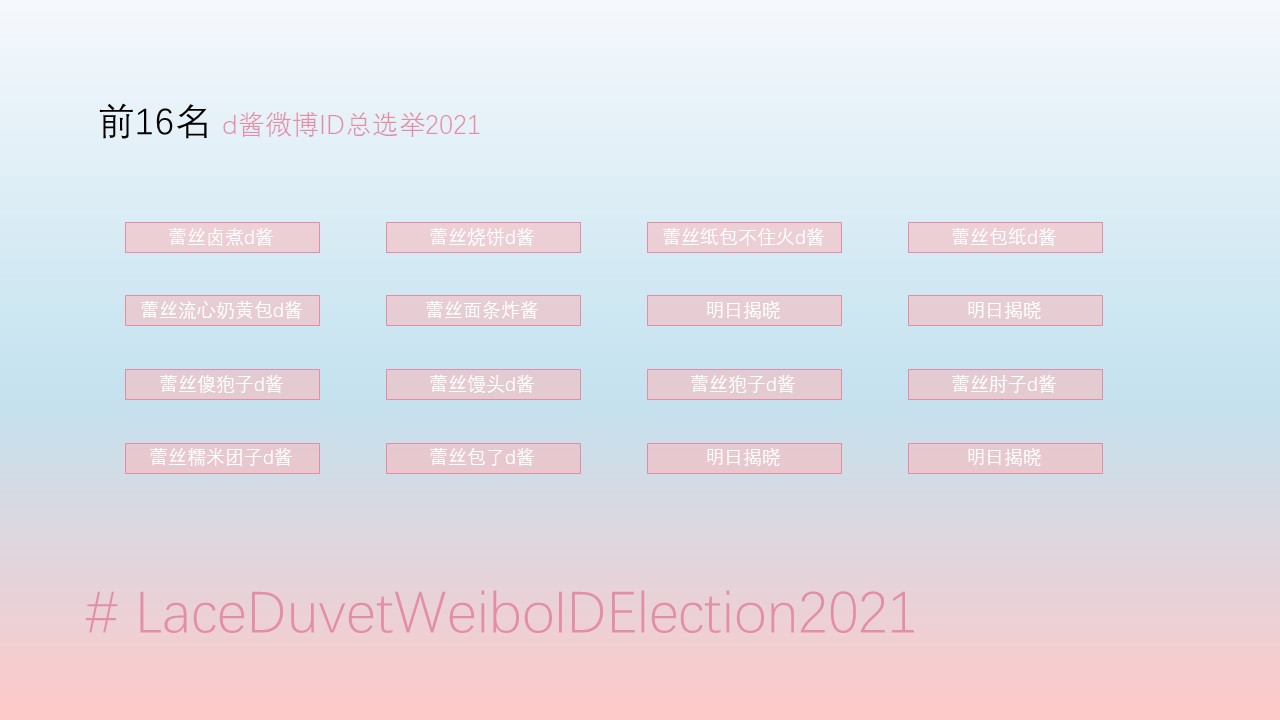 前16名 d酱微博ID总选举2021
蕾丝卤煮d酱 蕾丝烧饼d酱 蕾丝纸包不住火d酱 蕾丝包纸d酱
蕾丝流心奶黄包d酱 蕾丝面条炸酱 明日揭晓 明日揭晓
蕾丝傻狍子d酱 蕾丝馒头d酱 蕾丝狍子d酱 蕾丝肘子d酱
蕾丝糯米团子d酱 蕾丝包了d酱 明日揭晓 明日揭晓
# LaceDuvetWeiboIDElection2021